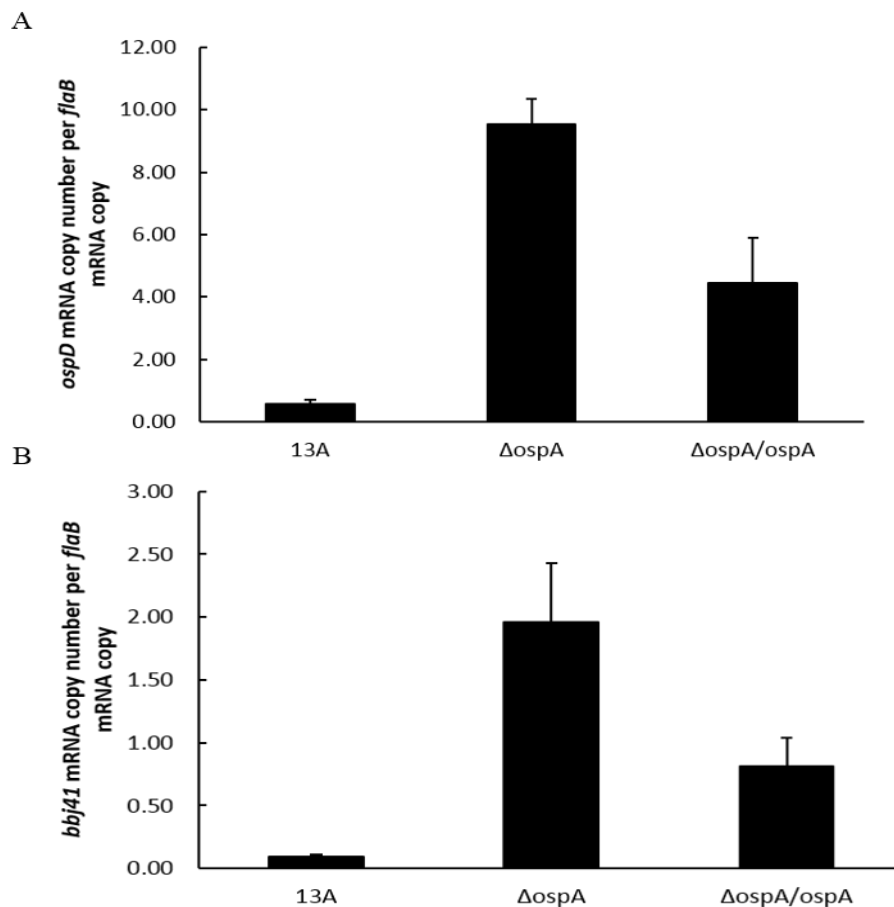 A
ospD mRNA copy number per flaB
mRNA copy
12.00
10.00
8.00
6.00
4.00
2.00
0.00
13A
ΔospA
ΔospA/ospA
B
bbj41 mRNA copy number per flaB
mRNA copy
3.00
2.50
2.00
1.50
1.00
0.50
0.00
13A
ΔospA
ΔospA/ospA